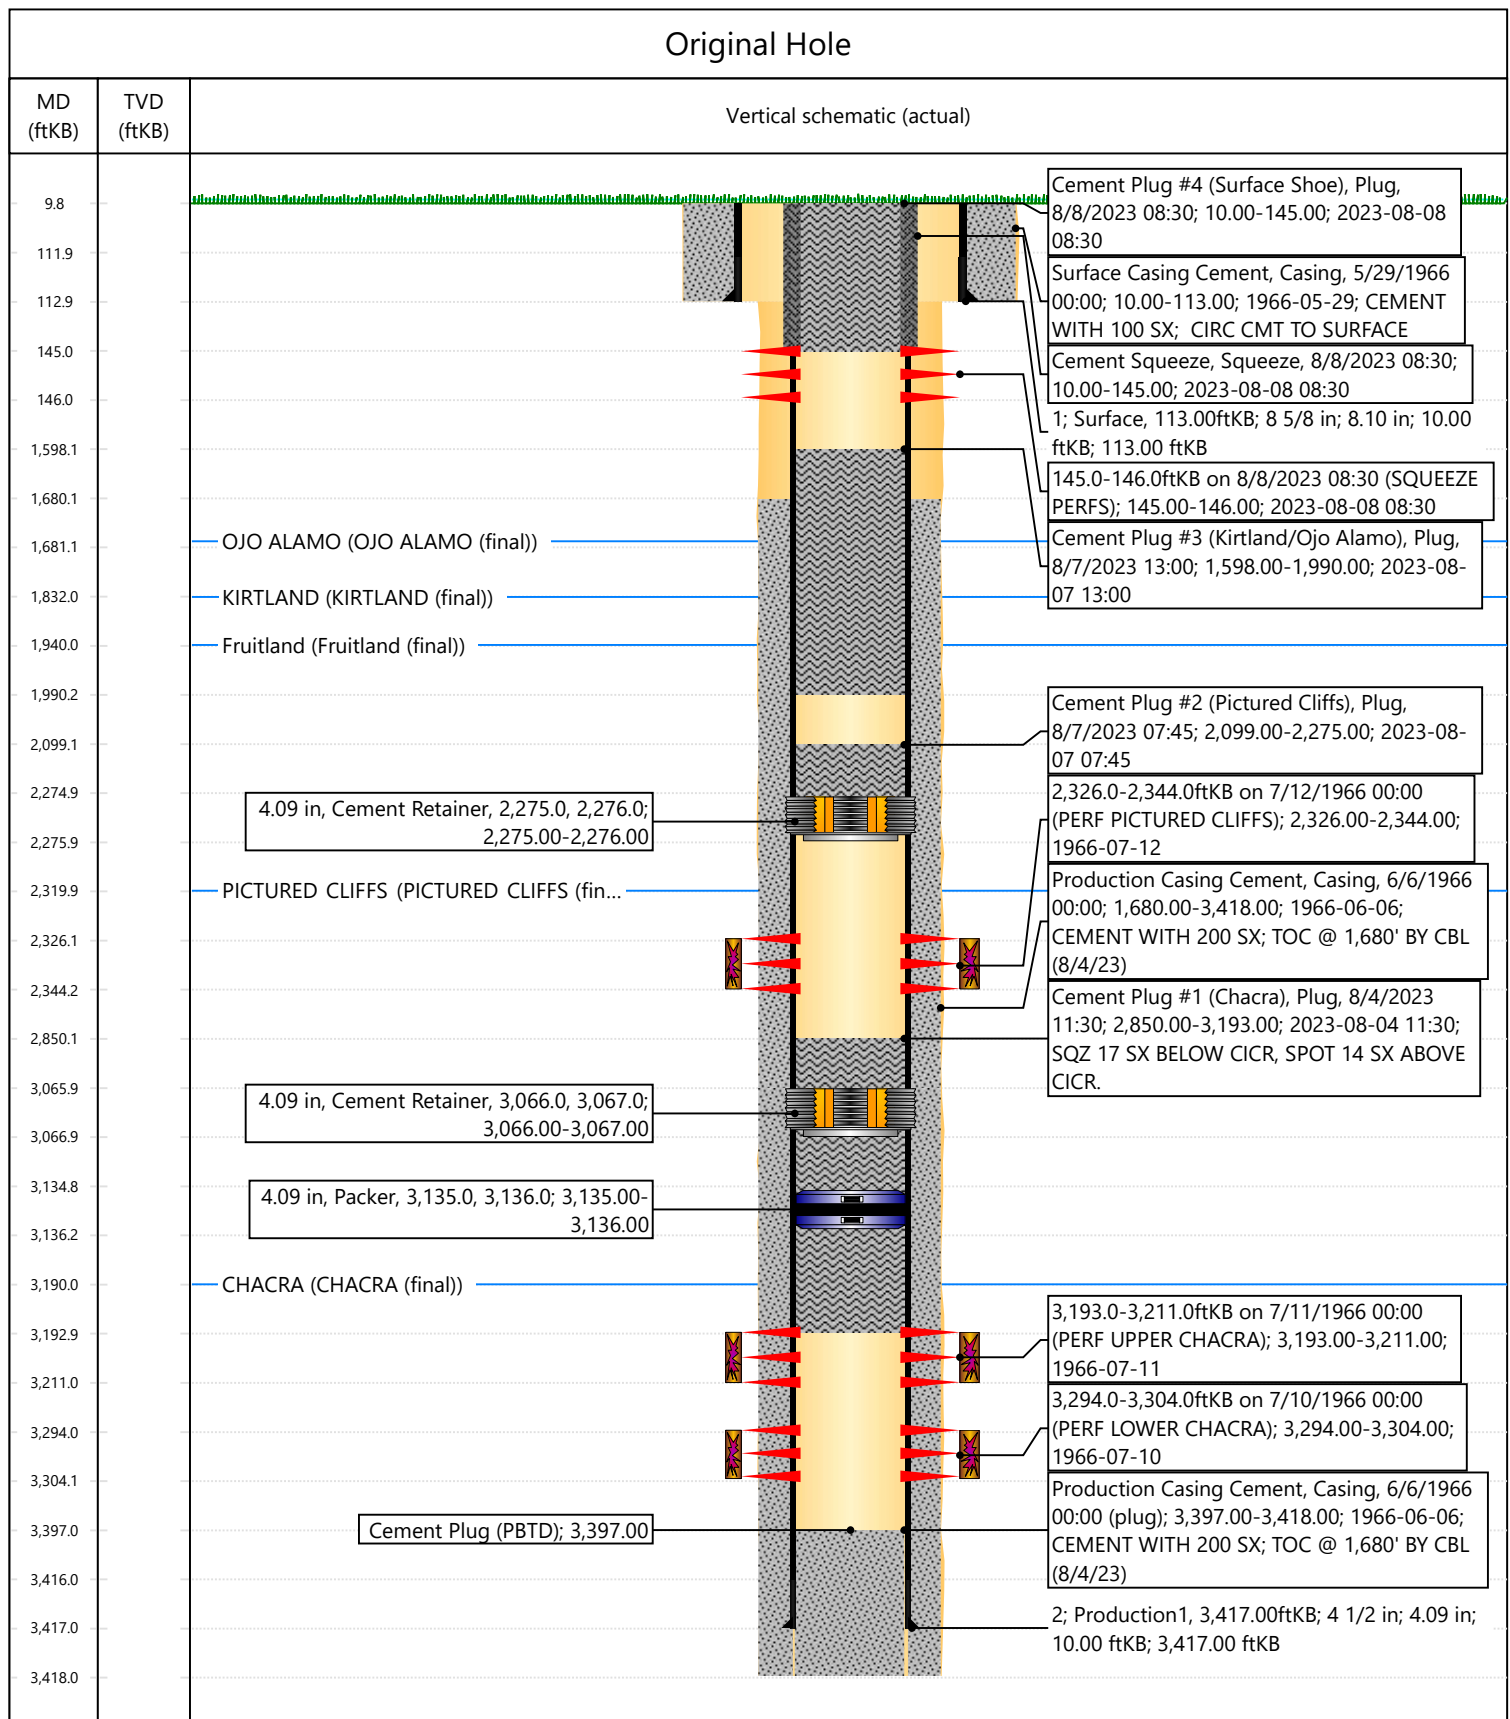 Original Hole
MD
(ftKB)
TVD
(ftKB)
Vertical schematic (actual)
9.8
111.9
112.9
145.0
146.0
1,598.1
1,680.1
1,681.1
1,832.0
1,940.0
1,990.2
2,099.1
2,274.9
2,275.9
2,319.9
2,326.1
2,344.2
2,850.1
3,065.9
3,066.9
3,134.8
3,136.2
3,190.0
3,192.9
3,211.0
3,294.0
3,304.1
3,397.0
3,416.0
3,417.0
3,418.0
OJO ALAMO (OJO ALAMO (final))
KIRTLAND (KIRTLAND (final))
Fruitland (Fruitland (final))
4.09 in, Cement Retainer, 2,275.0, 2,276.0;
2,275.00-2,276.00
PICTURED CLIFFS (PICTURED CLIFFS (fin...
4.09 in, Cement Retainer, 3,066.0, 3,067.0;
3,066.00-3,067.00
4.09 in, Packer, 3,135.0, 3,136.0; 3,135.00-
3,136.00
CHACRA (CHACRA (final))
Cement Plug (PBTD); 3,397.00
Cement Plug #4 (Surface Shoe), Plug,
8/8/2023 08:30; 10.00-145.00; 2023-08-08
08:30
Surface Casing Cement, Casing, 5/29/1966
00:00; 10.00-113.00; 1966-05-29; CEMENT
WITH 100 SX; CIRC CMT TO SURFACE
Cement Squeeze, Squeeze, 8/8/2023 08:30;
10.00-145.00; 2023-08-08 08:30
1; Surface, 113.00ftKB; 8 5/8 in; 8.10 in; 10.00
ftKB; 113.00 ftKB
145.0-146.0ftKB on 8/8/2023 08:30 (SQUEEZE
PERFS); 145.00-146.00; 2023-08-08 08:30
Cement Plug #3 (Kirtland/Ojo Alamo), Plug,
8/7/2023 13:00; 1,598.00-1,990.00; 2023-08-
07 13:00
Cement Plug #2 (Pictured Cliffs), Plug,
8/7/2023 07:45; 2,099.00-2,275.00; 2023-08-
07 07:45
2,326.0-2,344.0ftKB on 7/12/1966 00:00
(PERF PICTURED CLIFFS); 2,326.00-2,344.00;
1966-07-12
Production Casing Cement, Casing, 6/6/1966
00:00; 1,680.00-3,418.00; 1966-06-06;
CEMENT WITH 200 SX; TOC @ 1,680' BY CBL
(8/4/23)
Cement Plug #1 (Chacra), Plug, 8/4/2023
11:30; 2,850.00-3,193.00; 2023-08-04 11:30;
SQZ 17 SX BELOW CICR, SPOT 14 SX ABOVE
CICR.
3,193.0-3,211.0ftKB on 7/11/1966 00:00
(PERF UPPER CHACRA); 3,193.00-3,211.00;
1966-07-11
3,294.0-3,304.0ftKB on 7/10/1966 00:00
(PERF LOWER CHACRA); 3,294.00-3,304.00;
1966-07-10
Production Casing Cement, Casing, 6/6/1966
00:00 (plug); 3,397.00-3,418.00; 1966-06-06;
CEMENT WITH 200 SX; TOC @ 1,680' BY CBL
(8/4/23)
2; Production1, 3,417.00ftKB; 4 1/2 in; 4.09 in;
10.00 ftKB; 3,417.00 ftKB